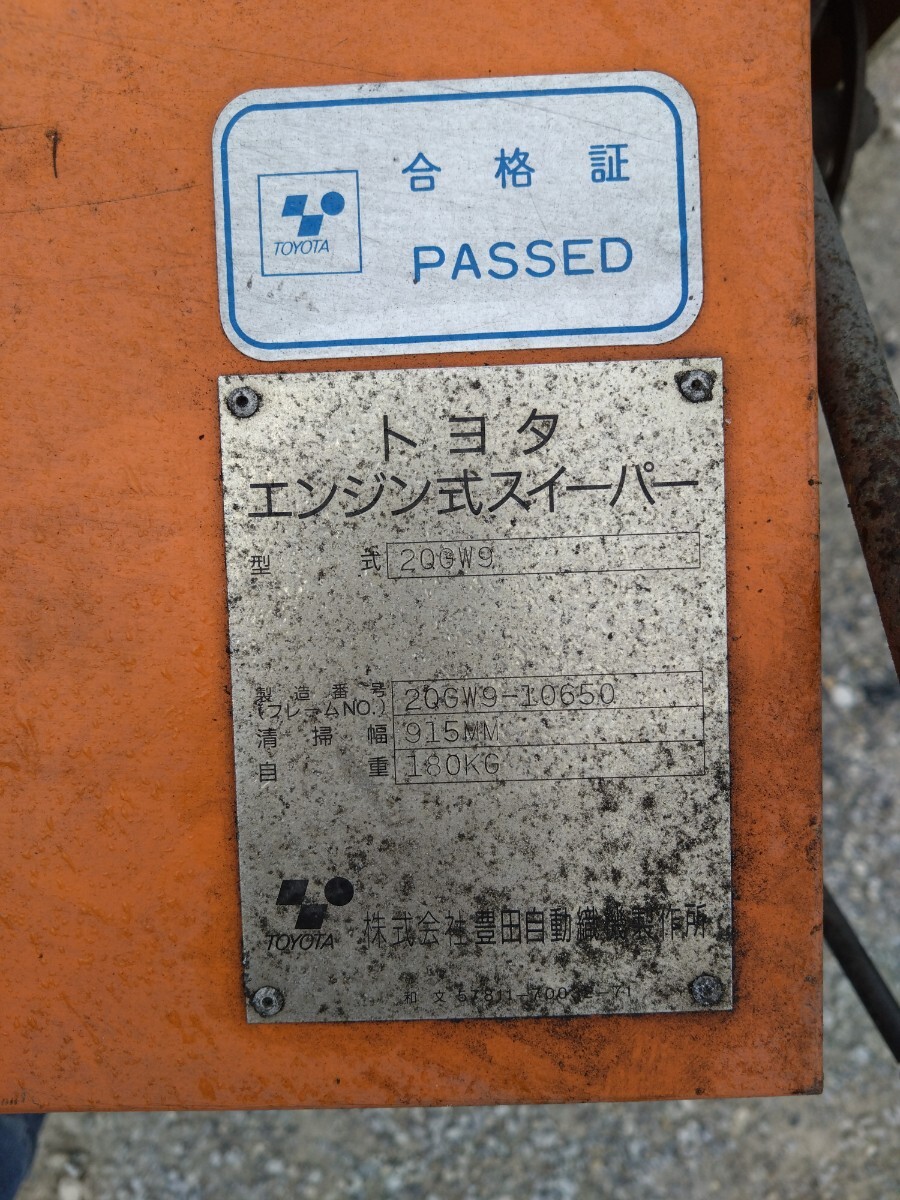 合格証
TOYOTA
PASSED
トヨタ
エンジン式スイーパー
型式 2QGW9
製造番号
(フレームNO.) 2QGW9-10650
清掃幅 915MM
自重 180KG
TOYOTA 株式会社 豊田自動織機製作所
和文